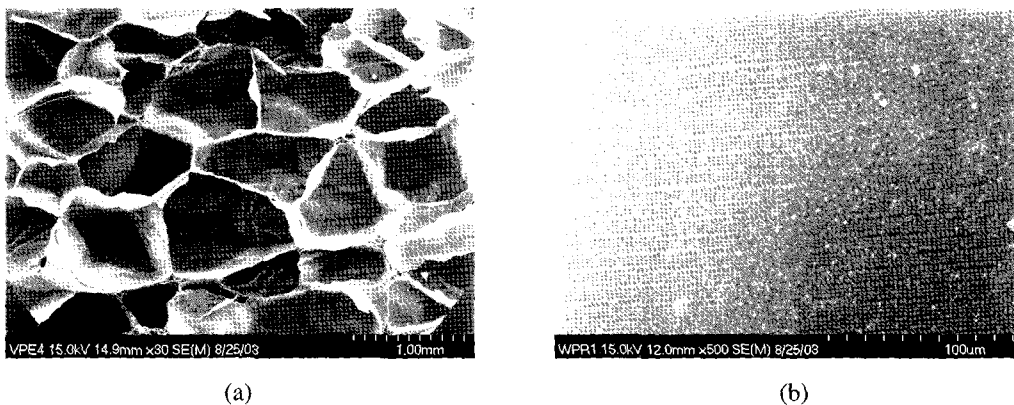 VPE4 15.0kV 14.9mm x30 SE(M) 8/25/03
1.00mm
WPR1 15.0kV 12.0mm x500 SE(M) 8/25/03
100um
(a)
(b)